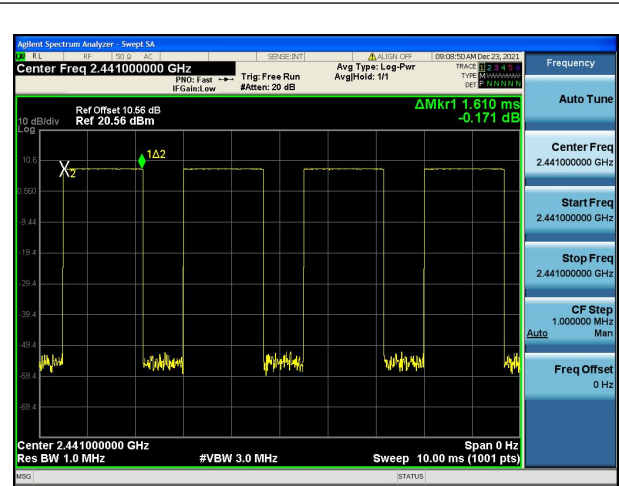 Agilent Spectrum Analyzer - Swept SA
RL RF 50 Ω AC SENSE:INT ALIGN OFF 09:08:50 AM Dec 23, 2021
Center Freq 2.441000000 GHz
PNO: Fast
IFGain:Low
Trig: Free Run
#Atten: 20 dB
Avg Type: Log-Pwr
Avg|Hold: 1/1
TRACE 1 2 3 4 5 6
TYPE M
DET P N N N N N
ΔMkr1 1.610 ms
-0.171 dB
Ref Offset 10.56 dB
10 dB/div Ref 20.56 dBm
Log
10.6
0.560
-9.44
-19.4
-29.4
-39.4
-49.4
-59.4
-69.4
X2
1Δ2
Center 2.441000000 GHz Span 0 Hz
Res BW 1.0 MHz #VBW 3.0 MHz Sweep 10.00 ms (1001 pts)
MSG STATUS
Frequency
Auto Tune
Center Freq
2.441000000 GHz
Start Freq
2.441000000 GHz
Stop Freq
2.441000000 GHz
CF Step
1.000000 MHz
Auto Man
Freq Offset
0 Hz